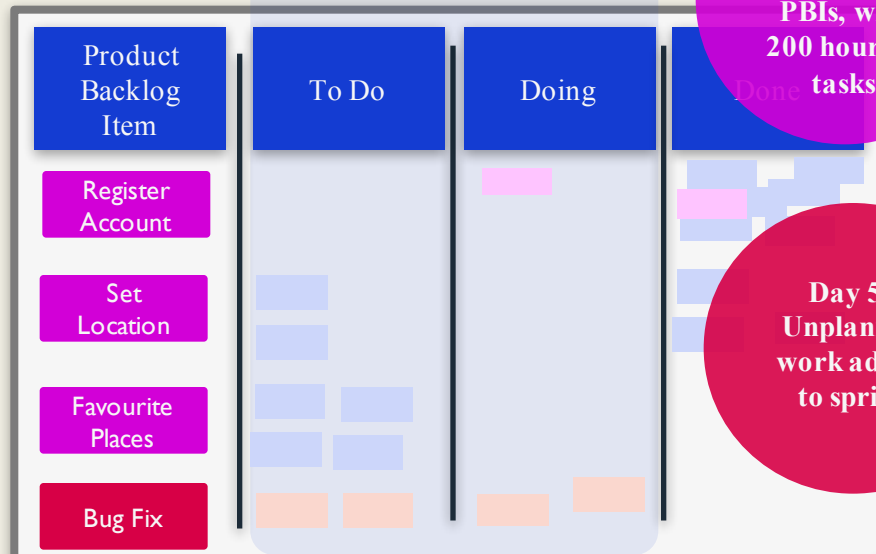 Product
Backlog
Item
To Do
Doing
Done
PBIs, w
200 hour
tasks
Register
Account
Set
Location
Favourite
Places
Bug Fix
Day 5
Unplan
work ad
to spri